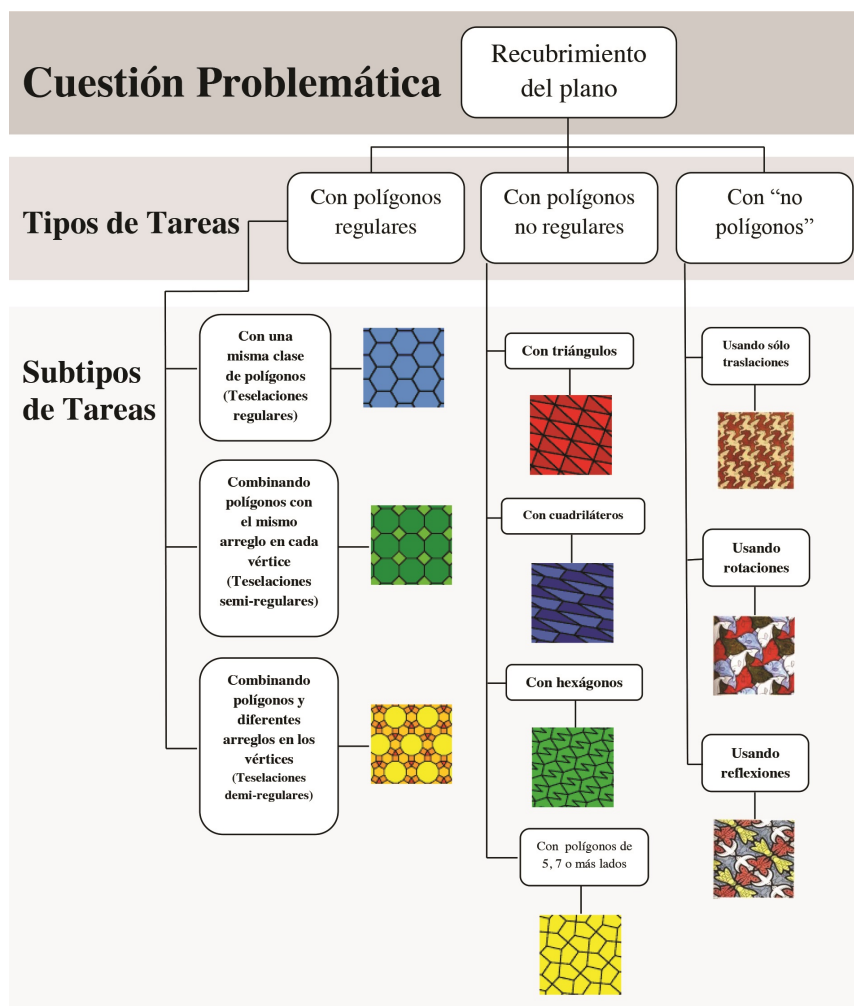 Cuestión Problemática
Recubrimiento
del plano
Tipos de Tareas
Con polígonos
regulares
Con polígonos
no regulares
Con “no
polígonos”
Subtipos
de Tareas
Con una
misma clase
de polígonos
(Teselaciones
regulares)
Combinando
polígonos con
el mismo
arreglo en cada
vértice
(Teselaciones
semi-regulares)
Combinando
polígonos y
diferentes
arreglos en los
vértices
(Teselaciones
demi-regulares)
Con triángulos
Con cuadriláteros
Con hexágonos
Con polígonos de
5, 7 o más lados
Usando sólo
traslaciones
Usando
rotaciones
Usando
reflexiones